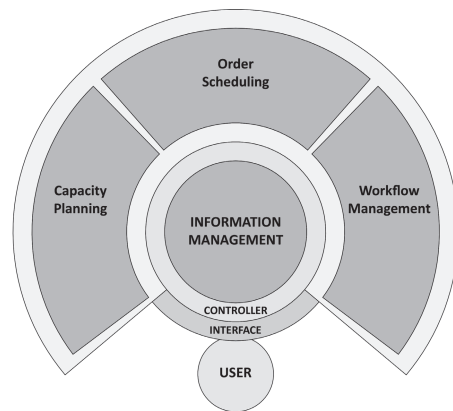 Order
Scheduling
Capacity
Planning
Workflow
Management
INFORMATION
MANAGEMENT
CONTROLLER
INTERFACE
USER